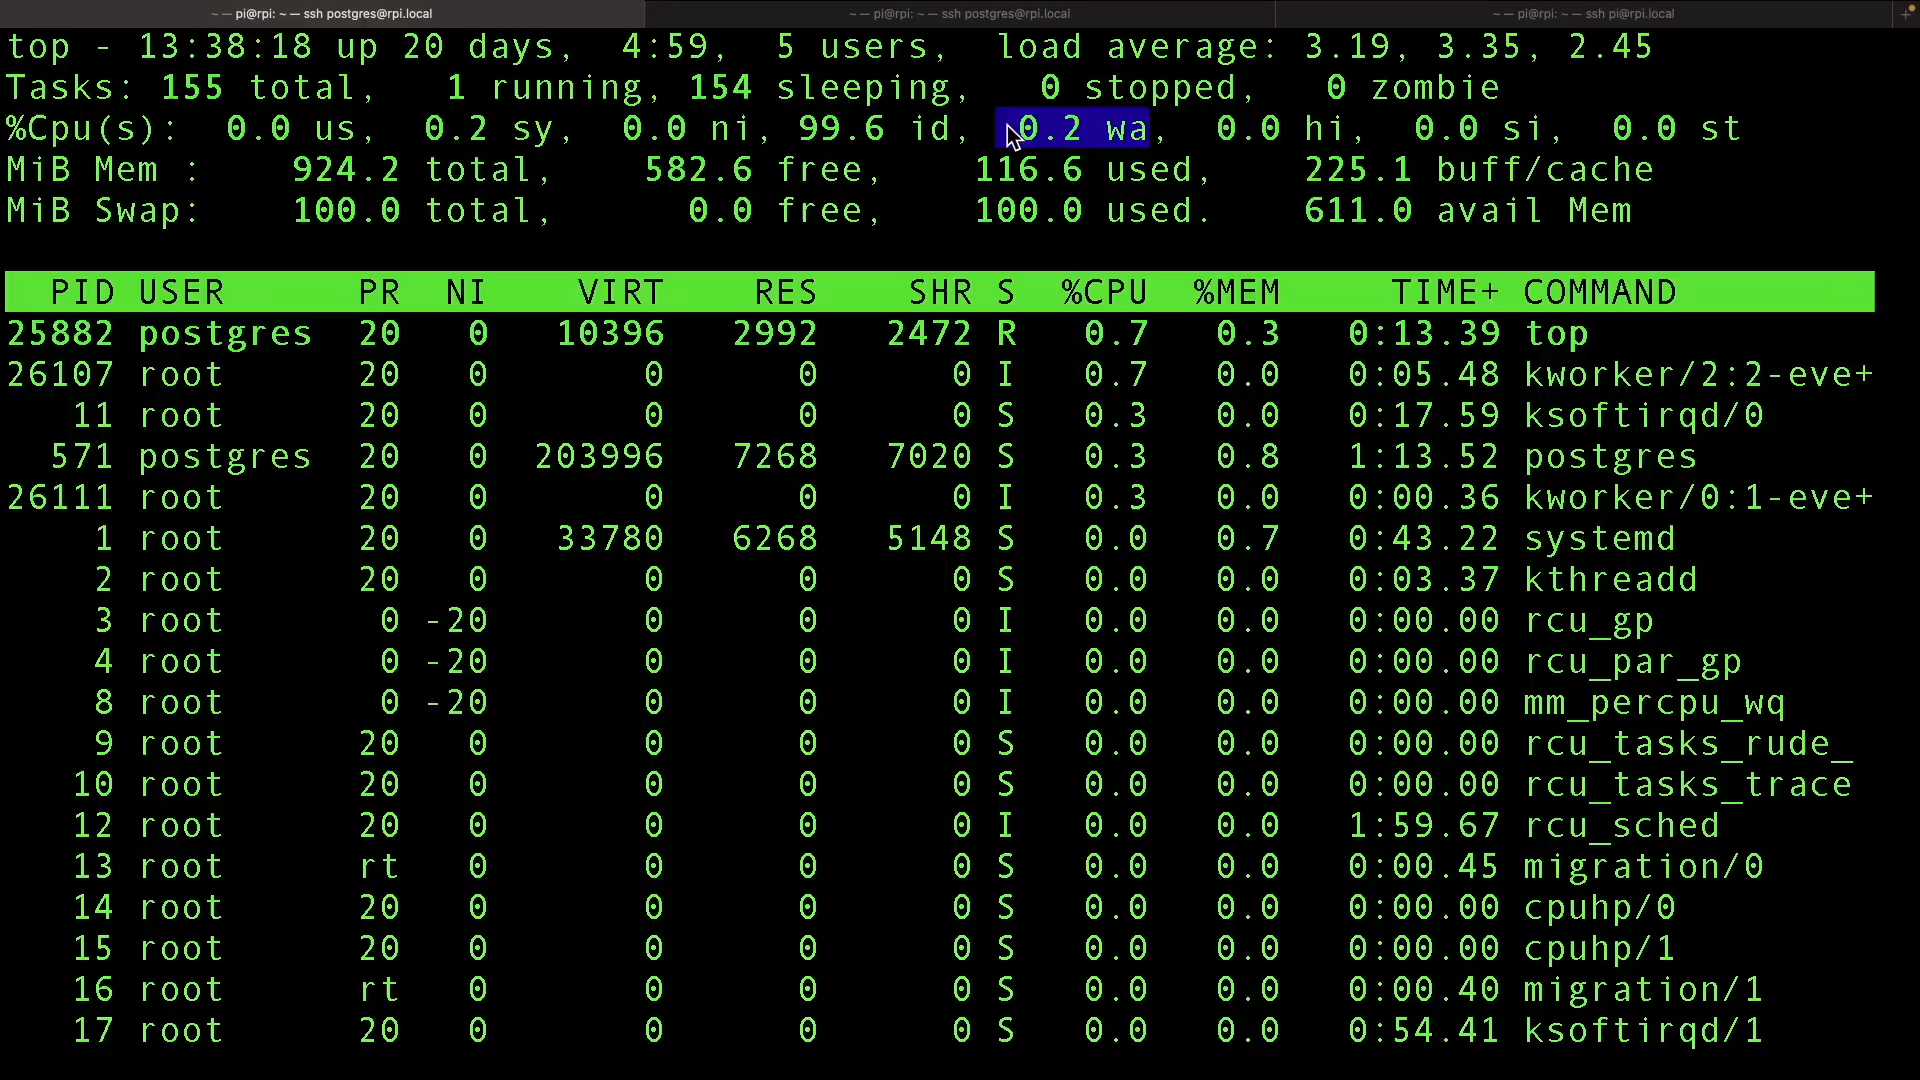 ~ — pi@rpi: ~ — ssh postgres@rpi.local
~ — pi@rpi: ~ — ssh postgres@rpi.local
~ — pi@rpi: ~ — ssh pi@rpi.local
+
top - 13:38:18 up 20 days,  4:59,  5 users,  load average: 3.19, 3.35, 2.45
Tasks: 155 total,   1 running, 154 sleeping,   0 stopped,   0 zombie
%Cpu(s):  0.0 us,  0.2 sy,  0.0 ni, 99.6 id,  0.2 wa,  0.0 hi,  0.0 si,  0.0 st
MiB Mem :    924.2 total,    582.6 free,    116.6 used,    225.1 buff/cache
MiB Swap:    100.0 total,      0.0 free,    100.0 used.    611.0 avail Mem
PID USER      PR  NI    VIRT    RES    SHR S  %CPU  %MEM     TIME+ COMMAND
25882 postgres  20   0   10396   2992   2472 R   0.7   0.3   0:13.39 top
26107 root      20   0       0      0      0 I   0.7   0.0   0:05.48 kworker/2:2-eve+
11 root      20   0       0      0      0 S   0.3   0.0   0:17.59 ksoftirqd/0
571 postgres  20   0  203996   7268   7020 S   0.3   0.8   1:13.52 postgres
26111 root      20   0       0      0      0 I   0.3   0.0   0:00.36 kworker/0:1-eve+
1 root      20   0   33780   6268   5148 S   0.0   0.7   0:43.22 systemd
2 root      20   0       0      0      0 S   0.0   0.0   0:03.37 kthreadd
3 root       0 -20       0      0      0 I   0.0   0.0   0:00.00 rcu_gp
4 root       0 -20       0      0      0 I   0.0   0.0   0:00.00 rcu_par_gp
8 root       0 -20       0      0      0 I   0.0   0.0   0:00.00 mm_percpu_wq
9 root      20   0       0      0      0 S   0.0   0.0   0:00.00 rcu_tasks_rude_
10 root      20   0       0      0      0 S   0.0   0.0   0:00.00 rcu_tasks_trace
12 root      20   0       0      0      0 I   0.0   0.0   1:59.67 rcu_sched
13 root      rt   0       0      0      0 S   0.0   0.0   0:00.45 migration/0
14 root      20   0       0      0      0 S   0.0   0.0   0:00.00 cpuhp/0
15 root      20   0       0      0      0 S   0.0   0.0   0:00.00 cpuhp/1
16 root      rt   0       0      0      0 S   0.0   0.0   0:00.40 migration/1
17 root      20   0       0      0      0 S   0.0   0.0   0:54.41 ksoftirqd/1